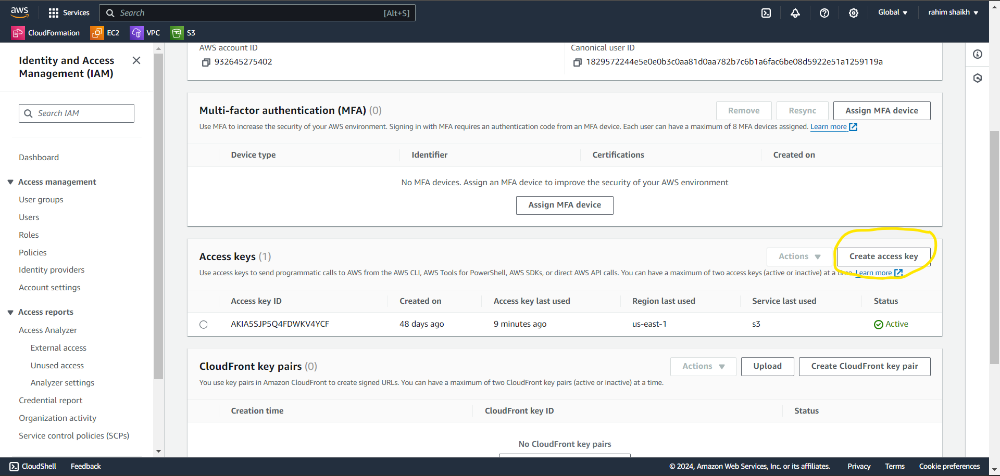 aws
Services
Search
[Alt+S]
Global
rahim shaikh
CloudFormation
EC2
VPC
S3
Identity and Access
Management (IAM)
Search IAM
Dashboard
Access management
User groups
Users
Roles
Policies
Identity providers
Account settings
Access reports
Access Analyzer
External access
Unused access
Analyzer settings
Credential report
Organization activity
Service control policies (SCPs)
AWS account ID
932645275402
Canonical user ID
1829572244e5e0e0b3c0aa81d0aa782b7c6b1a6fac6be08d5922e51a1259119a
Multi-factor authentication (MFA) (0)
Remove
Resync
Assign MFA device
Use MFA to increase the security of your AWS environment. Signing in with MFA requires an authentication code from an MFA device. Each user can have a maximum of 8 MFA devices assigned. Learn more
Device type
Identifier
Certifications
Created on
No MFA devices. Assign an MFA device to improve the security of your AWS environment
Assign MFA device
Access keys (1)
Actions
Create access key
Use access keys to send programmatic calls to AWS from the AWS CLI, AWS Tools for PowerShell, AWS SDKs, or direct AWS API calls. You can have a maximum of two access keys (active or inactive) at a time. Learn more
Access key ID
Created on
Access key last used
Region last used
Service last used
Status
AKIA5SJP5Q4FDWKV4YCF
48 days ago
9 minutes ago
us-east-1
s3
Active
CloudFront key pairs (0)
Actions
Upload
Create CloudFront key pair
You use key pairs in Amazon CloudFront to create signed URLs. You can have a maximum of two CloudFront key pairs (active or inactive) at a time.
Creation time
CloudFront key ID
Status
No CloudFront key pairs
CloudShell
Feedback
© 2024, Amazon Web Services, Inc. or its affiliates.
Privacy
Terms
Cookie preferences